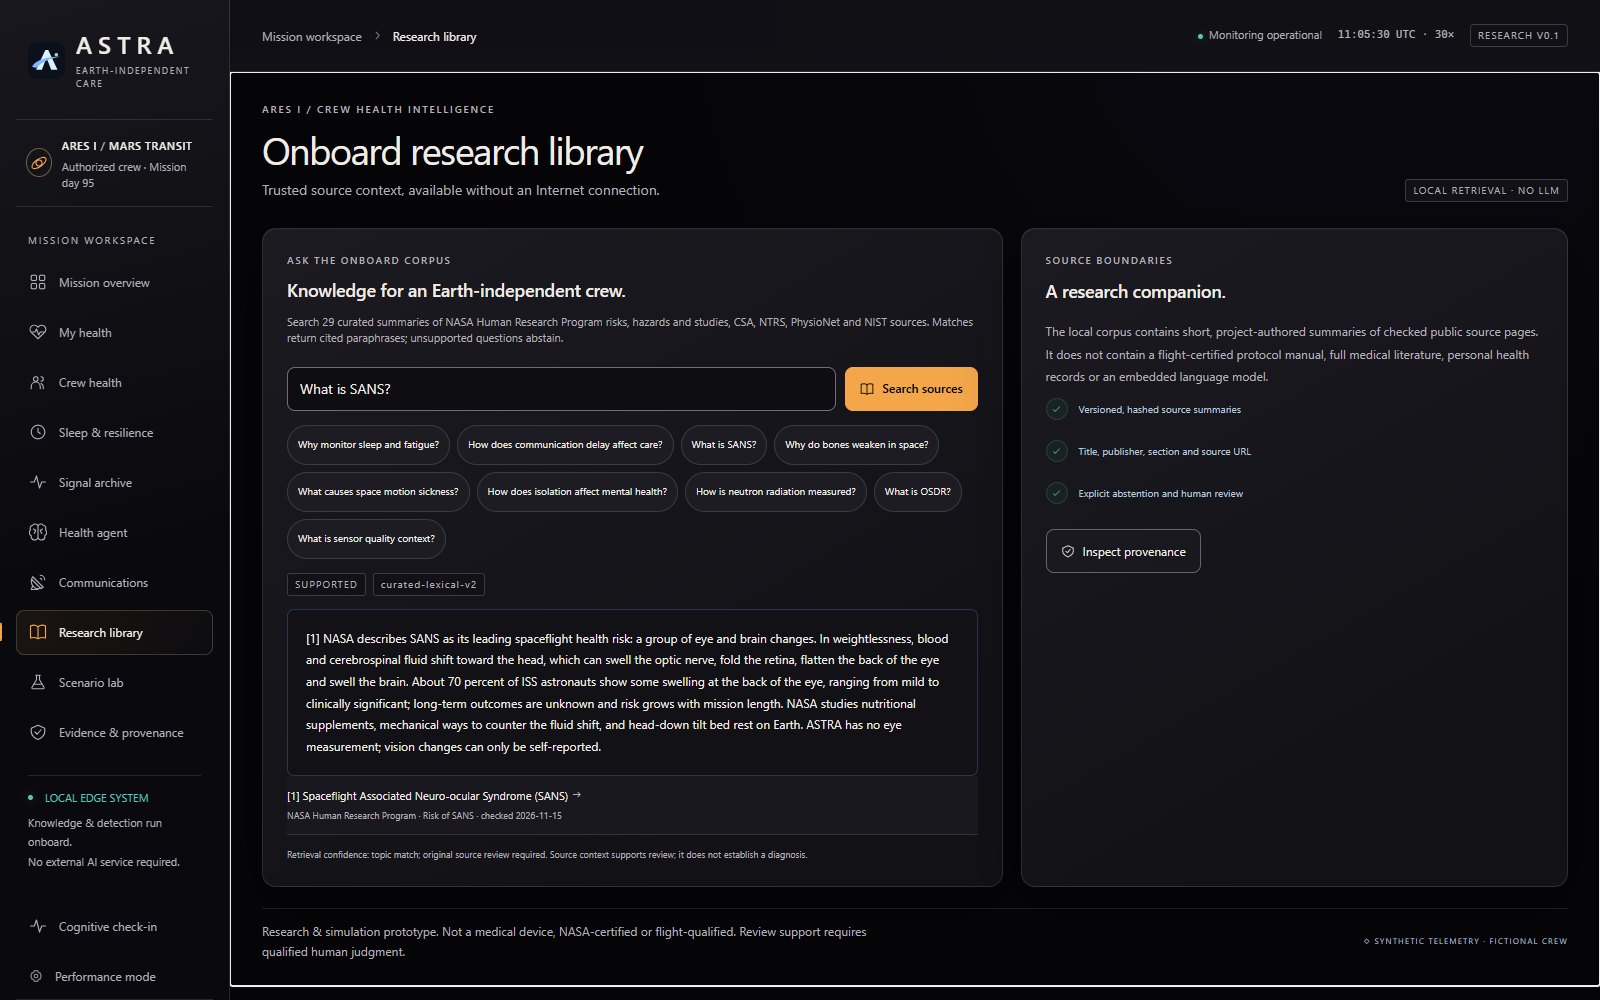 ASTRA
EARTH-INDEPENDENT
CARE
ARES I / MARS TRANSIT
Authorized crew · Mission
day 95
MISSION WORKSPACE
Mission overview
My health
Crew health
Sleep & resilience
Signal archive
Health agent
Communications
Research library
Scenario lab
Evidence & provenance
LOCAL EDGE SYSTEM
Knowledge & detection run
onboard.
No external AI service required.
Cognitive check-in
Performance mode
Mission workspace > Research library
Monitoring operational
11:05:30 UTC · 30×
RESEARCH V0.1
ARES I / CREW HEALTH INTELLIGENCE
Onboard research library
Trusted source context, available without an Internet connection.
LOCAL RETRIEVAL · NO LLM
ASK THE ONBOARD CORPUS
Knowledge for an Earth-independent crew.
Search 29 curated summaries of NASA Human Research Program risks, hazards and studies, CSA, NTRS, PhysioNet and NIST sources. Matches
return cited paraphrases; unsupported questions abstain.
What is SANS?
Search sources
Why monitor sleep and fatigue?
How does communication delay affect care?
What is SANS?
Why do bones weaken in space?
What causes space motion sickness?
How does isolation affect mental health?
How is neutron radiation measured?
What is OSDR?
What is sensor quality context?
SUPPORTED
curated-lexical-v2
[1] NASA describes SANS as its leading spaceflight health risk: a group of eye and brain changes. In weightlessness, blood
and cerebrospinal fluid shift toward the head, which can swell the optic nerve, fold the retina, flatten the back of the eye
and swell the brain. About 70 percent of ISS astronauts show some swelling at the back of the eye, ranging from mild to
clinically significant; long-term outcomes are unknown and risk grows with mission length. NASA studies nutritional
supplements, mechanical ways to counter the fluid shift, and head-down tilt bed rest on Earth. ASTRA has no eye
measurement; vision changes can only be self-reported.
[1] Spaceflight Associated Neuro-ocular Syndrome (SANS) →
NASA Human Research Program · Risk of SANS · checked 2026-11-15
Retrieval confidence: topic match; original source review required. Source context supports review; it does not establish a diagnosis.
SOURCE BOUNDARIES
A research companion.
The local corpus contains short, project-authored summaries of checked public source pages.
It does not contain a flight-certified protocol manual, full medical literature, personal health
records or an embedded language model.
Versioned, hashed source summaries
Title, publisher, section and source URL
Explicit abstention and human review
Inspect provenance
Research & simulation prototype. Not a medical device, NASA-certified or flight-qualified. Review support requires
qualified human judgment.
◇ SYNTHETIC TELEMETRY · FICTIONAL CREW